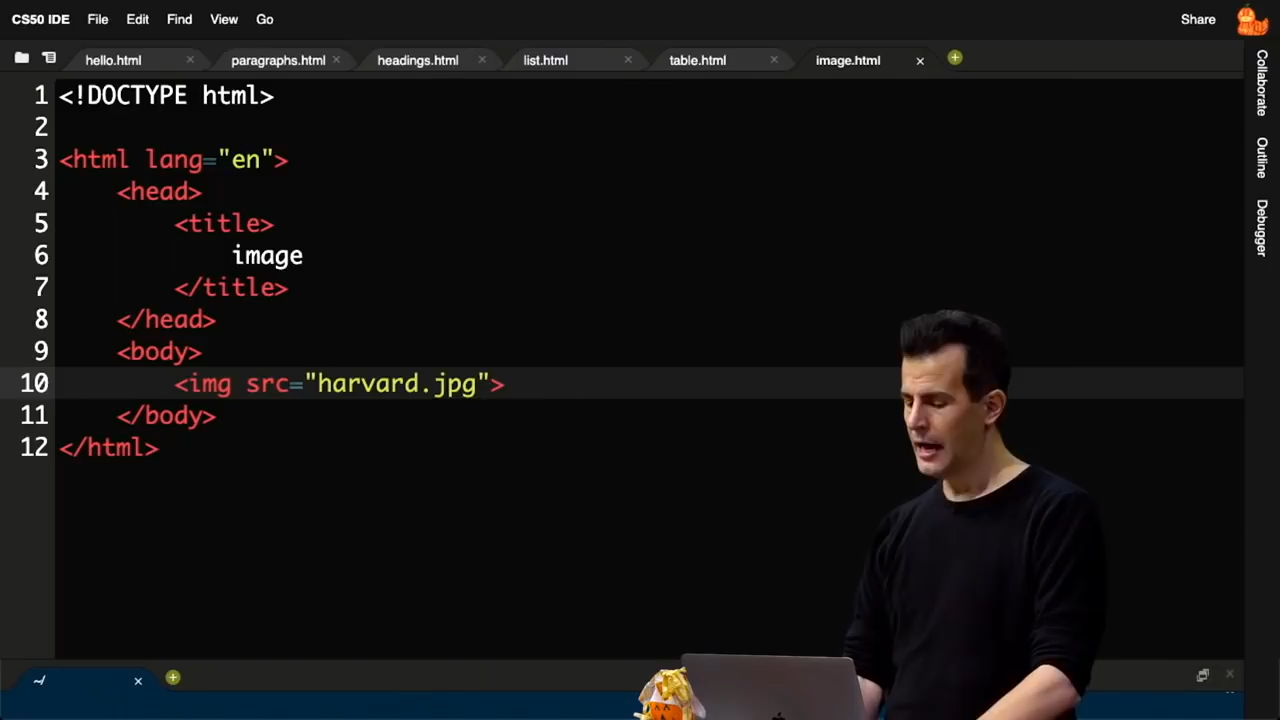 CS50 IDE File Edit Find View Go Share
hello.html paragraphs.html headings.html list.html table.html image.html
Collaborate
Outline
Debugger
1 <!DOCTYPE html>
2
3 <html lang="en">
4 <head>
5 <title>
6 image
7 </title>
8 </head>
9 <body>
10 <img src="harvard.jpg">
11 </body>
12 </html>
~/